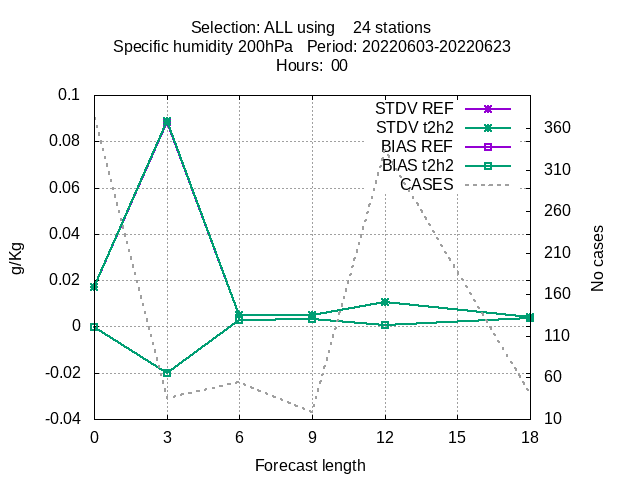 Selection: ALL using    24 stations
Specific humidity 200hPa   Period: 20220603-20220623
Hours:  00
0.1
0.08
0.06
0.04
0.02
0
-0.02
-0.04
g/Kg
STDV REF
STDV t2h2
BIAS REF
BIAS t2h2
CASES
360
310
260
210
160
110
60
10
No cases
0 3 6 9 12 15 18
Forecast length